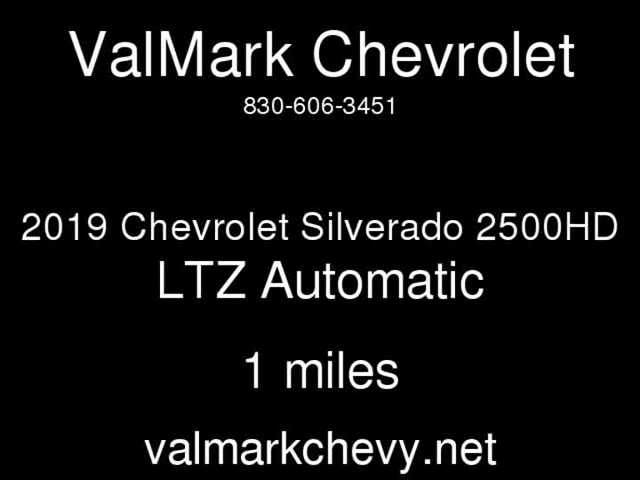 ValMark Chevrolet
830-606-3451
2019 Chevrolet Silverado 2500HD
LTZ Automatic
1 miles
valmarkchevy.net